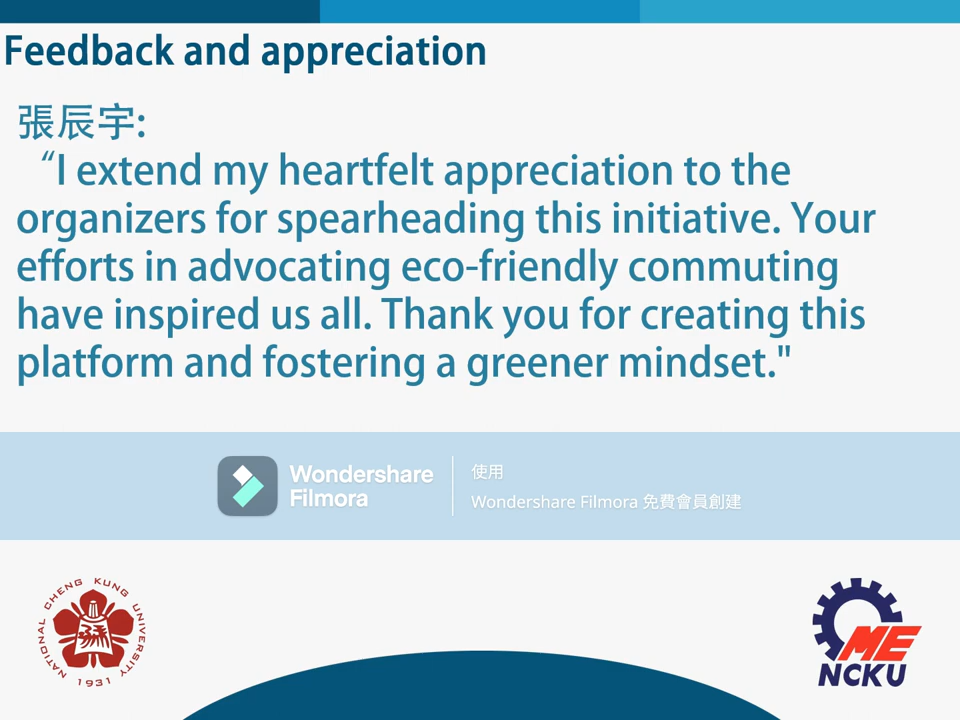 Feedback and appreciation
張辰宇:
“I extend my heartfelt appreciation to the
organizers for spearheading this initiative. Your
efforts in advocating eco-friendly commuting
have inspired us all. Thank you for creating this
platform and fostering a greener mindset."
Wondershare
Filmora
使用
Wondershare Filmora 免費會員創建
NATIONAL CHENG KUNG UNIVERSITY
1931
ME
NCKU